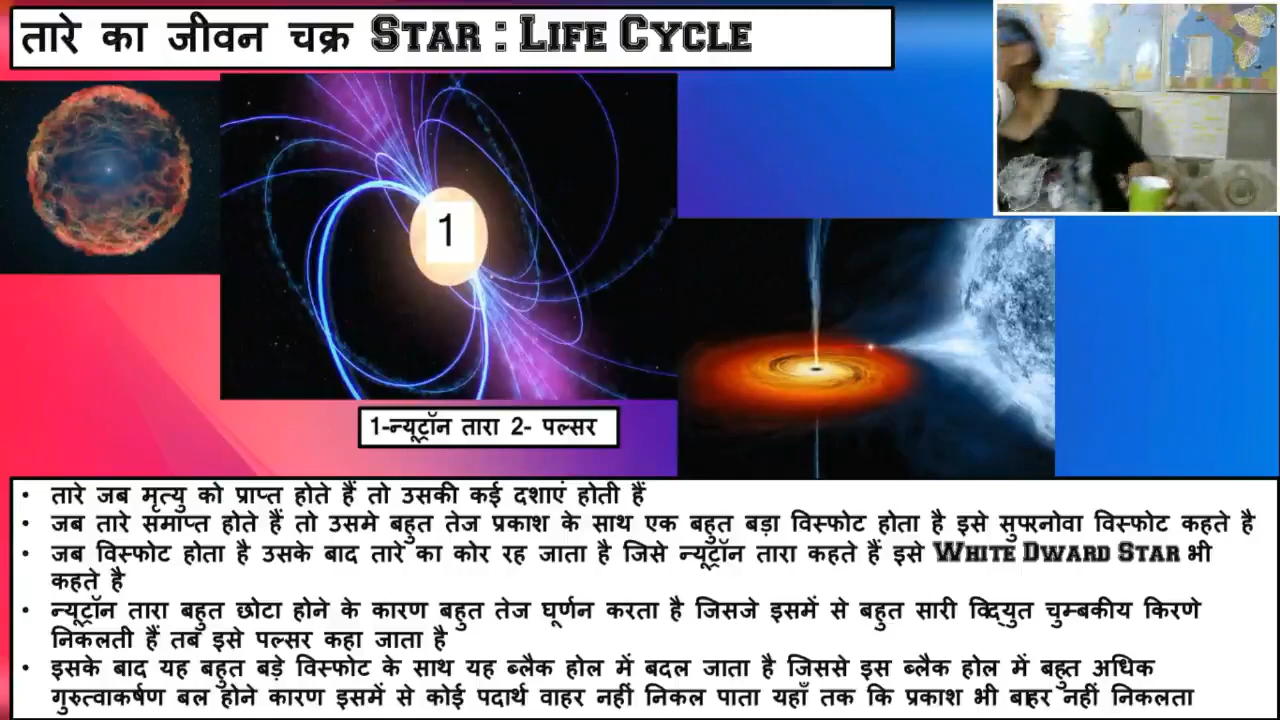 तारे का जीवन चक्र STAR : LIFE CYCLE
1
1-न्यूट्रॉन तारा 2- पल्सर
• तारे जब मृत्यु को प्राप्त होते हैं तो उसकी कई दशाएं होती हैं
• जब तारे समाप्त होते हैं तो उसमे बहुत तेज प्रकाश के साथ एक बहुत बड़ा विस्फोट होता है इसे सुपरनोवा विस्फोट कहते है
• जब विस्फोट होता है उसके बाद तारे का कोर रह जाता है जिसे न्यूट्रॉन तारा कहते हैं इसे WHITE DWARD STAR भी
कहते है
• न्यूट्रॉन तारा बहुत छोटा होने के कारण बहुत तेज घूर्णन करता है जिसजे इसमें से बहुत सारी विद्युत चुम्बकीय किरणे
निकलती हैं तब इसे पल्सर कहा जाता है
• इसके बाद यह बहुत बड़े विस्फोट के साथ यह ब्लैक होल में बदल जाता है जिससे इस ब्लैक होल में बहुत अधिक
गुरुत्वाकर्षण बल होने कारण इसमें से कोई पदार्थ वाहर नहीं निकल पाता यहाँ तक कि प्रकाश भी बाहर नहीं निकलता